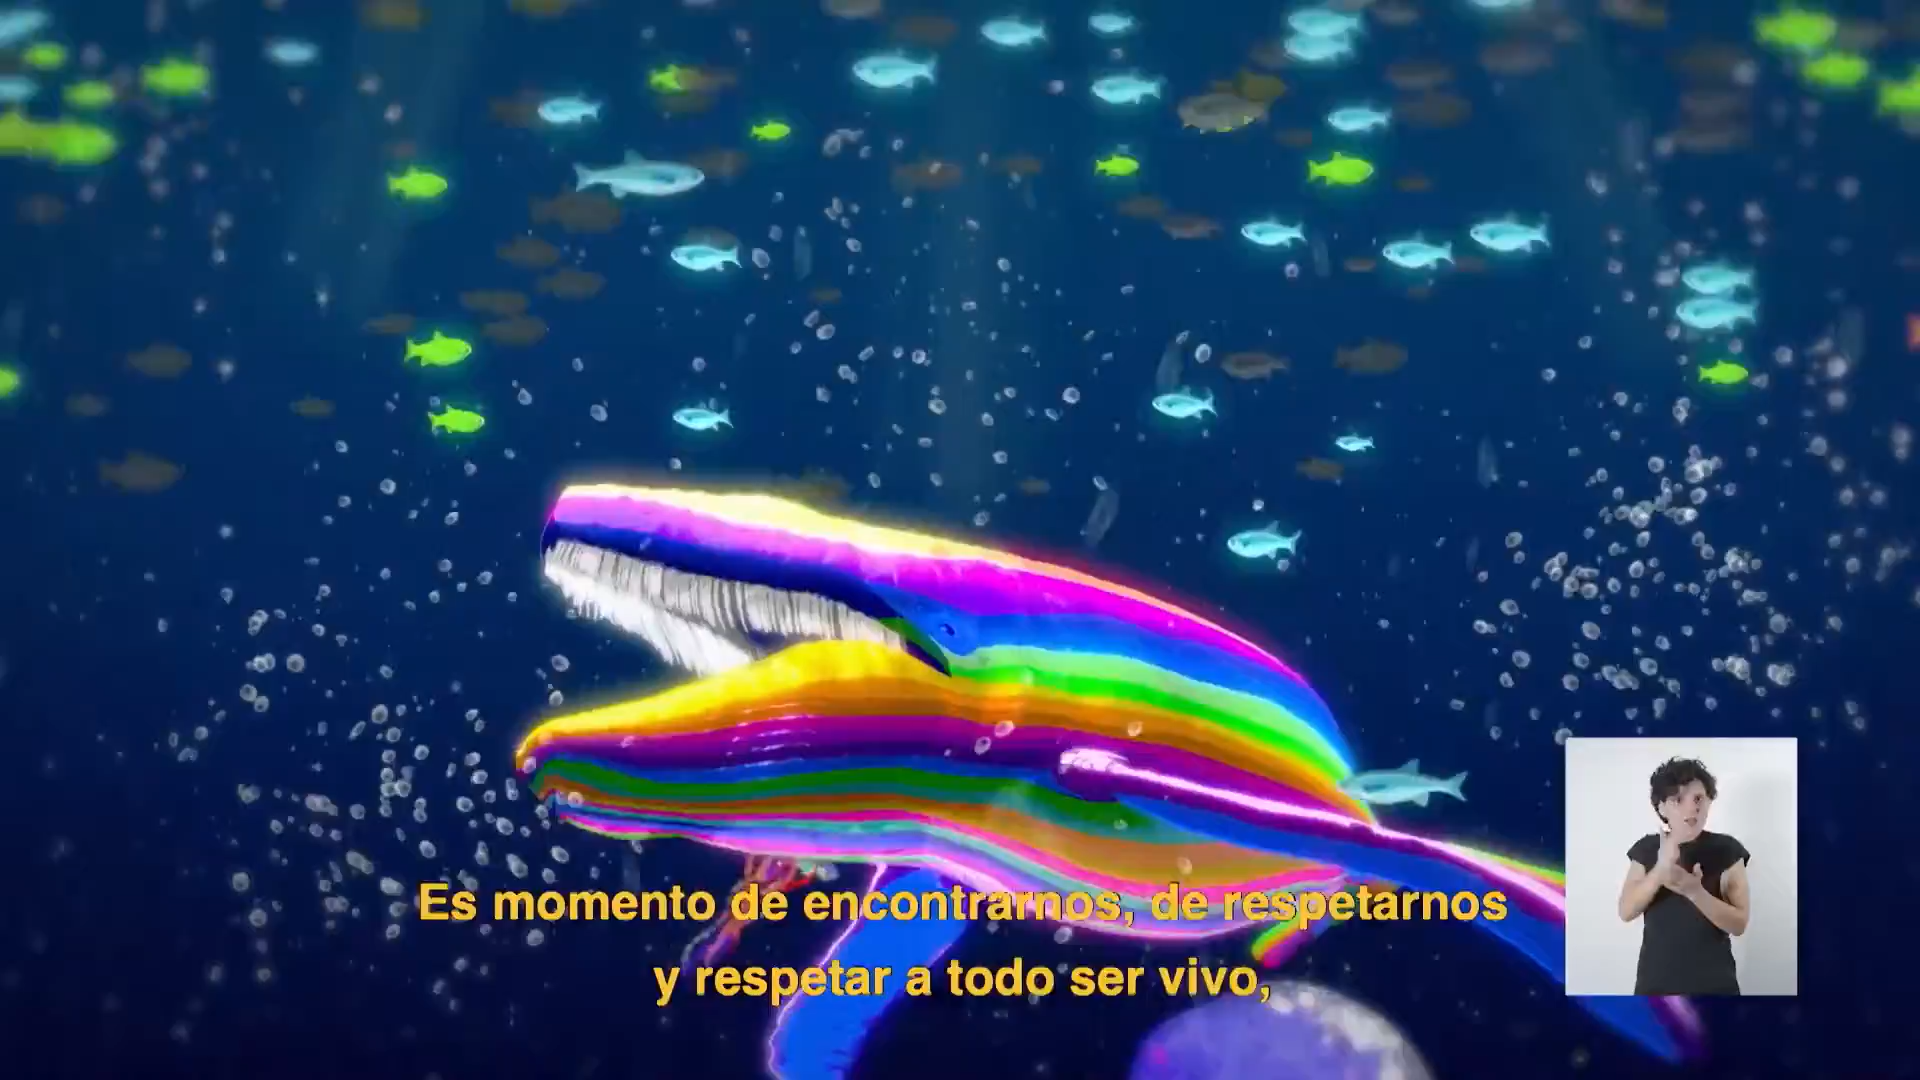 Es momento de encontrarnos, de respetarnos
y respetar a todo ser vivo,